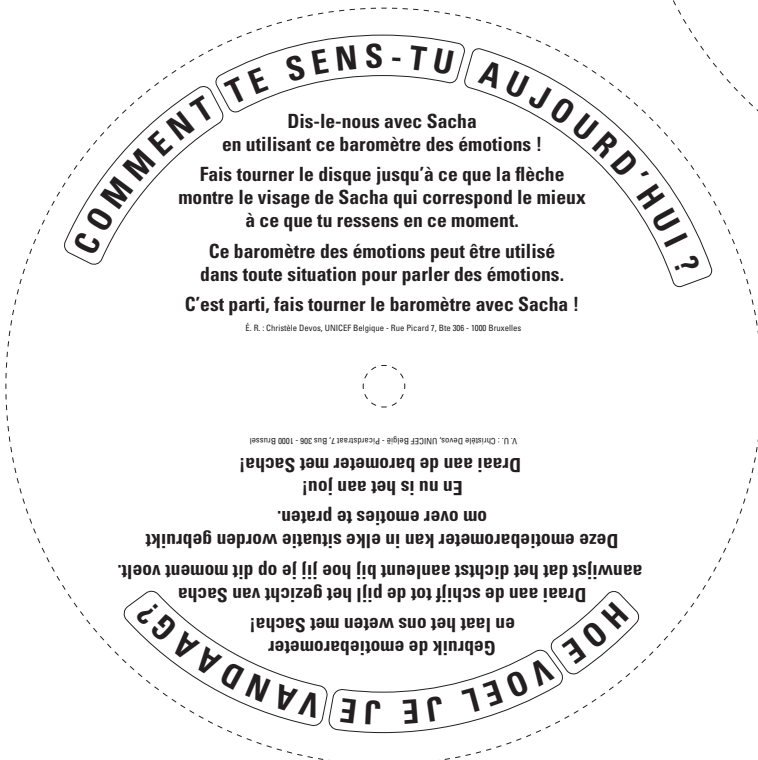 COMMENT TE SENS-TU AUJOURD'HUI ?
Dis-le-nous avec Sacha
en utilisant ce baromètre des émotions !
Fais tourner le disque jusqu'à ce que la flèche
montre le visage de Sacha qui correspond le mieux
à ce que tu ressens en ce moment.
Ce baromètre des émotions peut être utilisé
dans toute situation pour parler des émotions.
C'est parti, fais tourner le baromètre avec Sacha !
É. R. : Christèle Devos, UNICEF Belgique - Rue Picard 7, Bte 306 - 1000 Bruxelles
HOE VOEL JE JE VANDAAG?
Gebruik de emotiebarometer
en laat het ons weten met Sacha!
Draai aan de schijf tot de pijl het gezicht van Sacha
aanwijst dat het dichtst aanleunt bij hoe jij je op dit moment voelt.
Deze emotiebarometer kan in elke situatie worden gebruikt
om over emoties te praten.
En nu is het aan jou!
Draai aan de barometer met Sacha!
V. U. : Christèle Devos, UNICEF België - Picardstraat 7, Bus 306 - 1000 Brussel